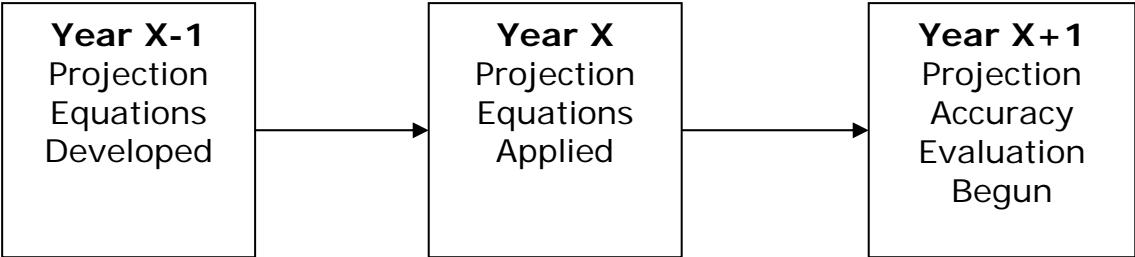 Year X-1
Projection
Equations
Developed
Year X
Projection
Equations
Applied
Year X+1
Projection
Accuracy
Evaluation
Begun